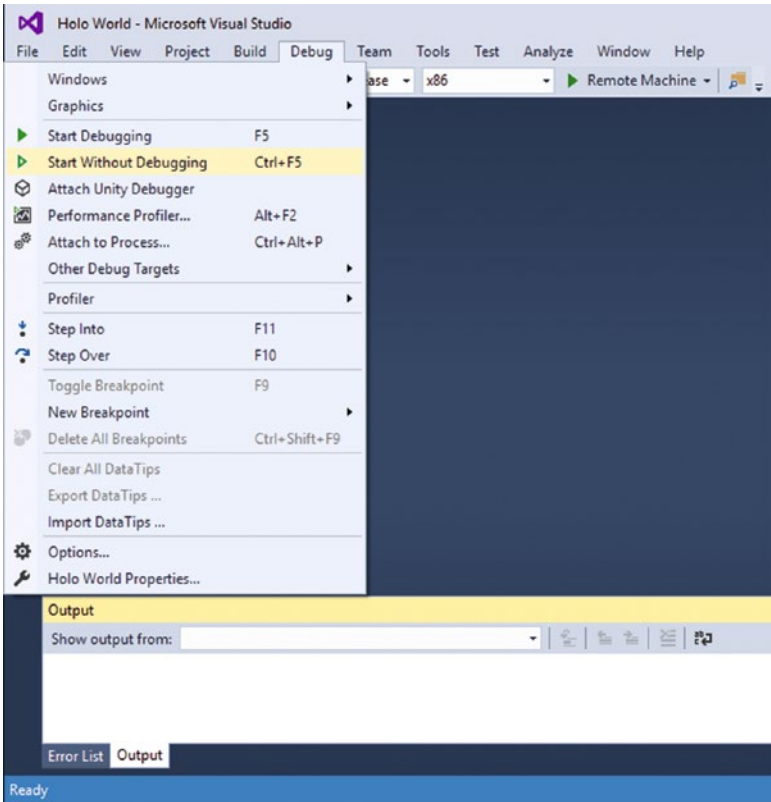 Holo World - Microsoft Visual Studio
File Edit View Project Build Debug Team Tools Test Analyze Window Help
ase x86 Remote Machine
Windows
Graphics
Start Debugging F5
Start Without Debugging Ctrl+F5
Attach Unity Debugger
Performance Profiler... Alt+F2
Attach to Process... Ctrl+Alt+P
Other Debug Targets
Profiler
Step Into F11
Step Over F10
Toggle Breakpoint F9
New Breakpoint
Delete All Breakpoints Ctrl+Shift+F9
Clear All DataTips
Export DataTips ...
Import DataTips ...
Options...
Holo World Properties...
Output
Show output from:
Error List Output
Ready